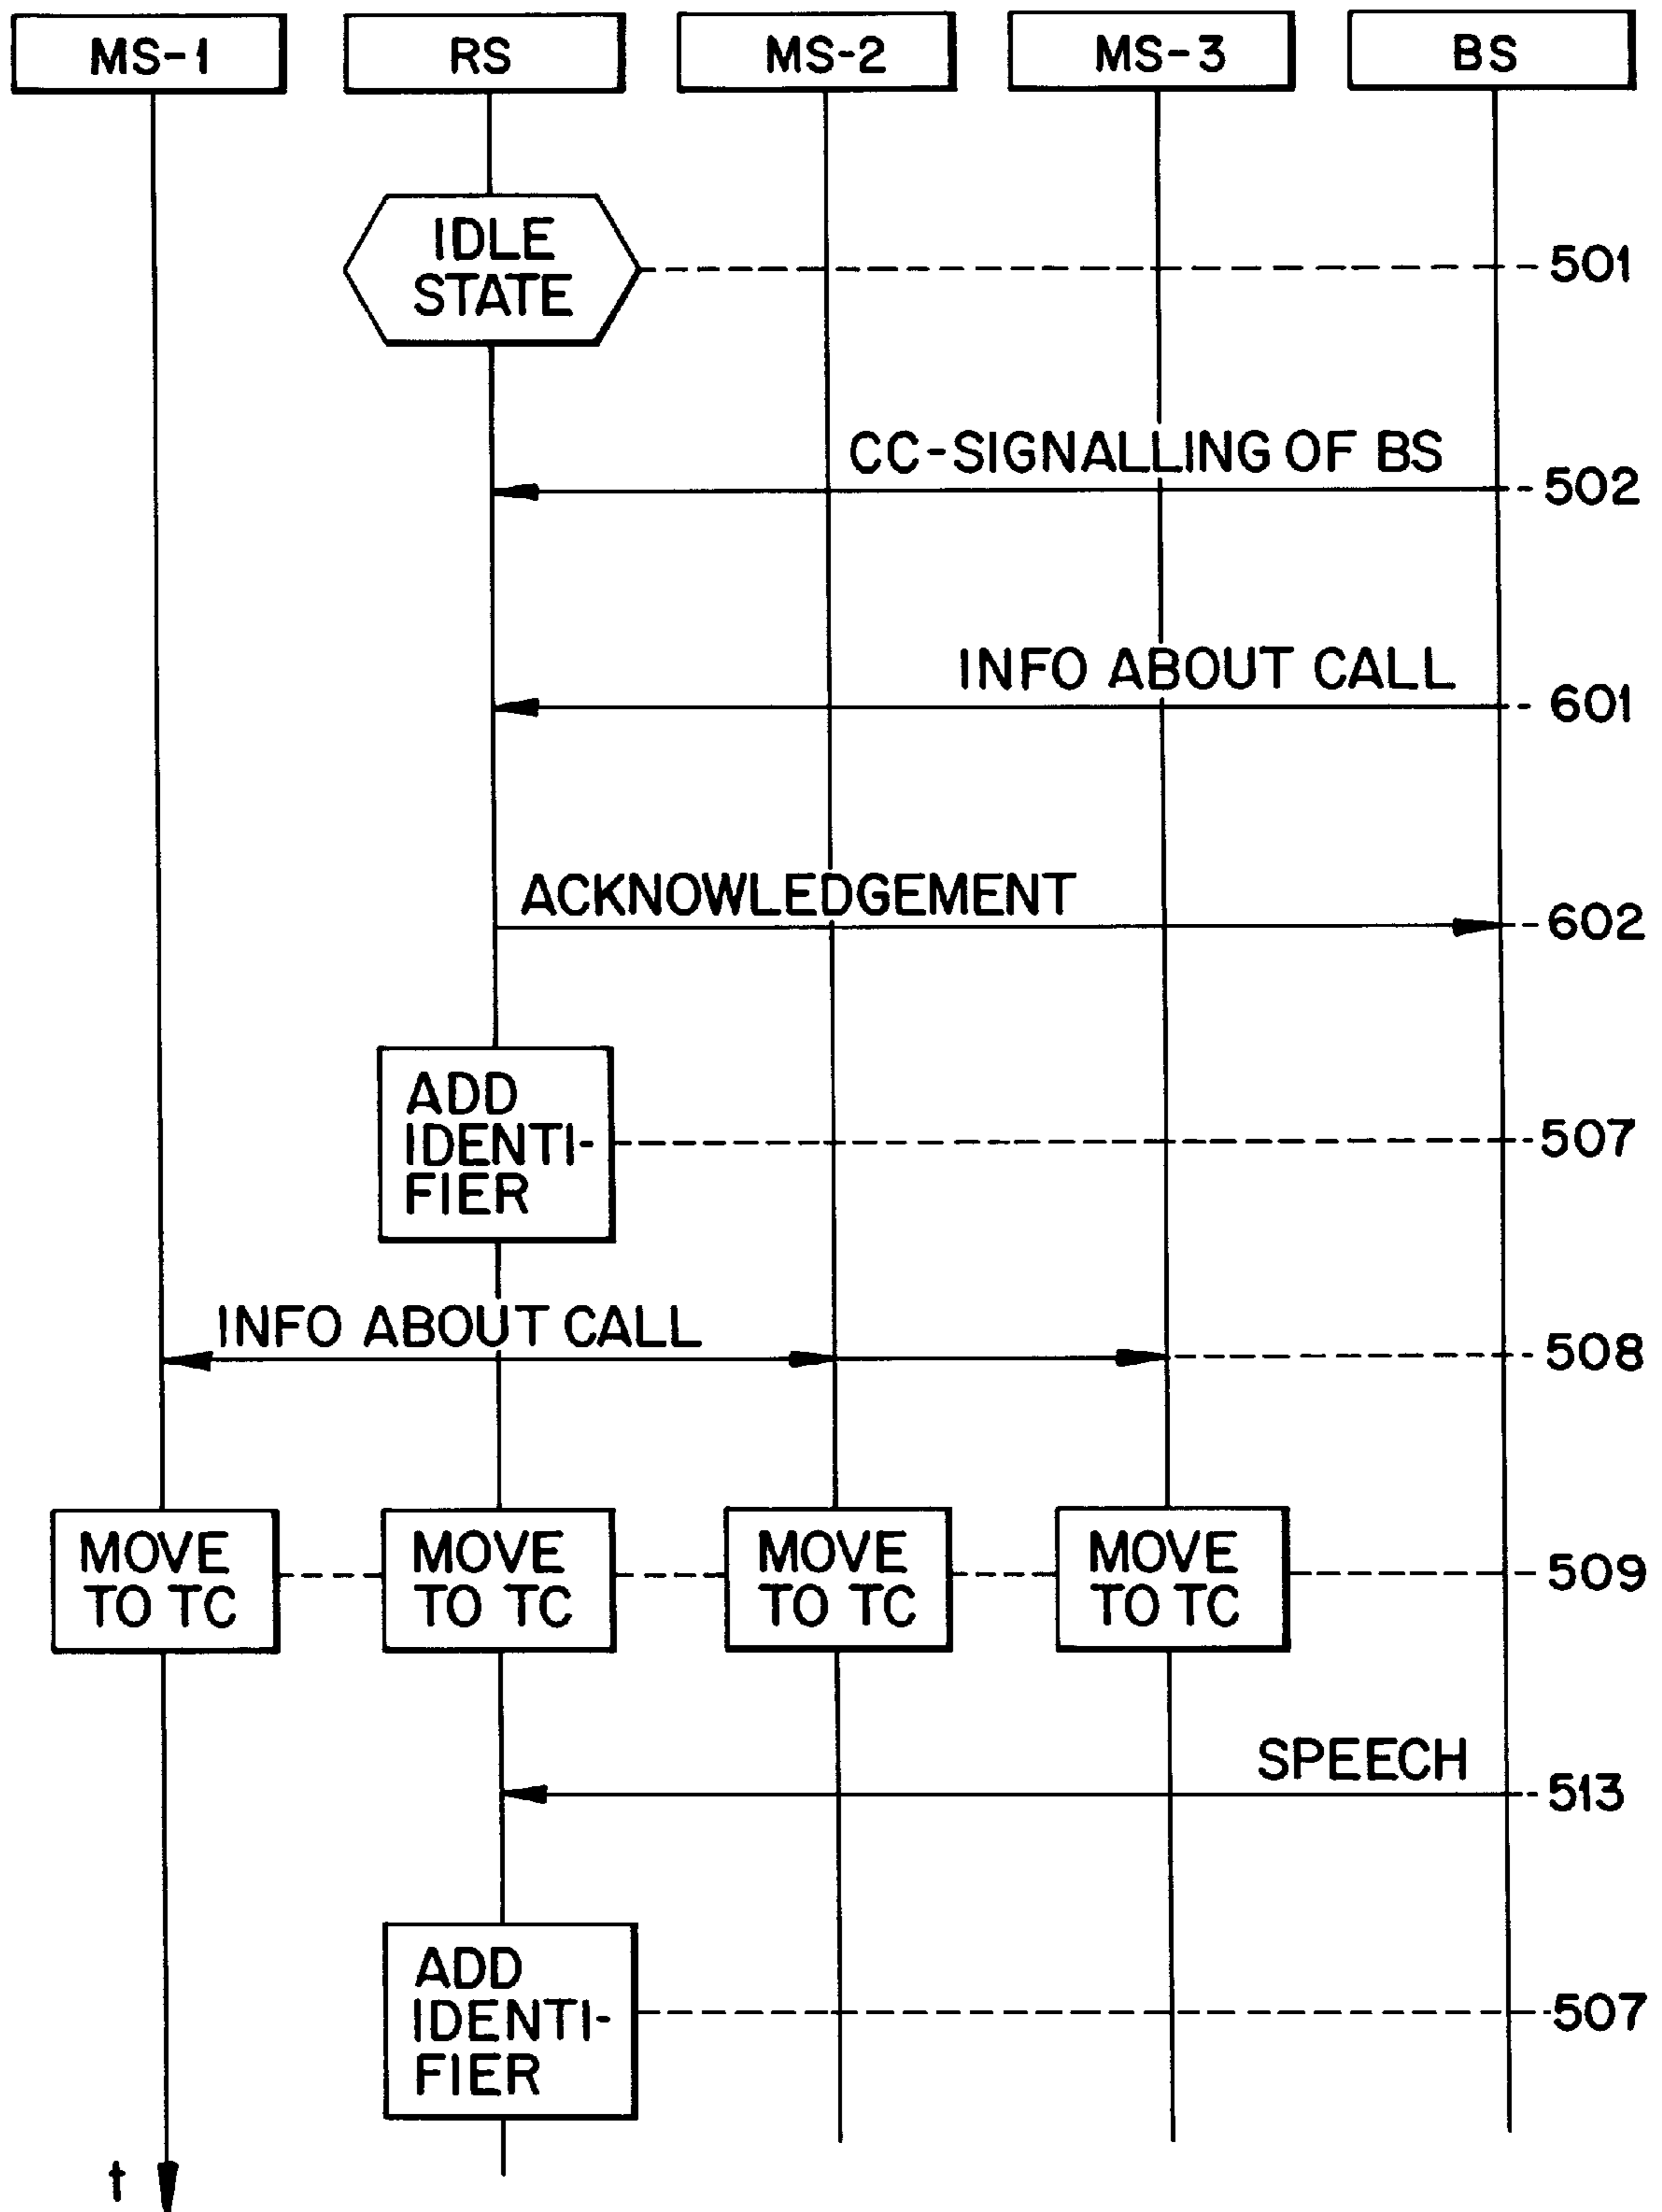 MS-1 RS MS-2 MS-3 BS
IDLE
STATE
501
CC-SIGNALLING OF BS
502
INFO ABOUT CALL
601
ACKNOWLEDGEMENT
602
ADD
IDENTI-
FIER
507
INFO ABOUT CALL
508
MOVE
TO TC
MOVE
TO TC
MOVE
TO TC
MOVE
TO TC
509
SPEECH
513
ADD
IDENTI-
FIER
507
t